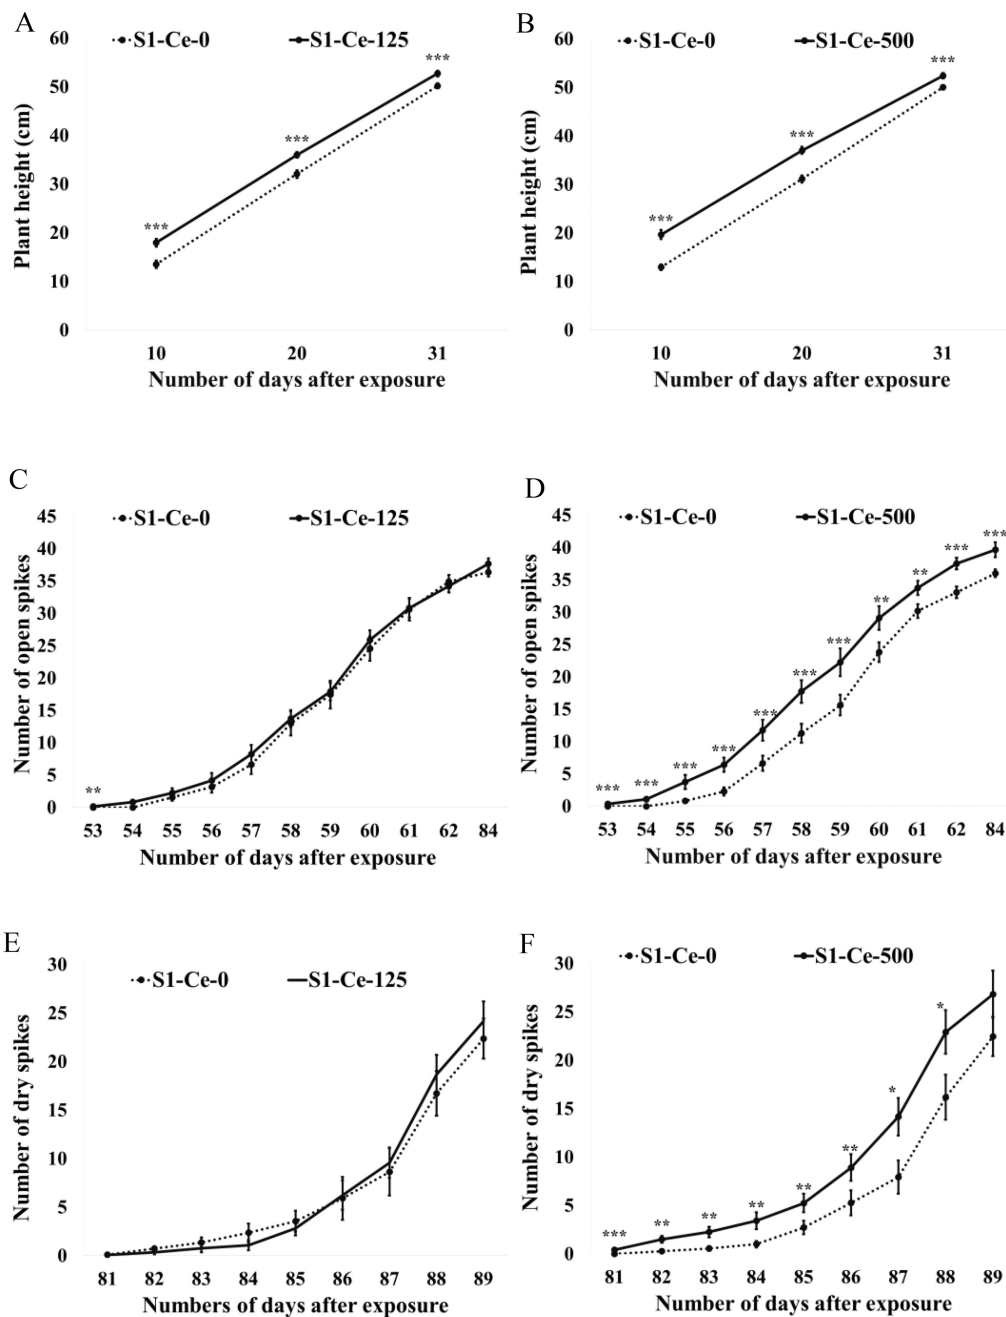 A
B
S1-Ce-0
S1-Ce-125
S1-Ce-0
S1-Ce-500
Plant height (cm)
60
50
40
30
20
10
0
***
***
***
10 20 31
Number of days after exposure
Plant height (cm)
60
50
40
30
20
10
0
***
***
***
10 20 31
Number of days after exposure
C
D
S1-Ce-0
S1-Ce-125
S1-Ce-0
S1-Ce-500
Number of open spikes
45
40
35
30
25
20
15
10
5
0
**
53 54 55 56 57 58 59 60 61 62 84
Number of days after exposure
Number of open spikes
45
40
35
30
25
20
15
10
5
0
***
***
***
***
***
***
***
**
**
***
***
53 54 55 56 57 58 59 60 61 62 84
Number of days after exposure
E
F
S1-Ce-0
S1-Ce-125
S1-Ce-0
S1-Ce-500
Number of dry spikes
30
25
20
15
10
5
0
81 82 83 84 85 86 87 88 89
Numbers of days after exposure
Number of dry spikes
30
25
20
15
10
5
0
***
**
**
**
**
**
*
*
81 82 83 84 85 86 87 88 89
Number of days after exposure